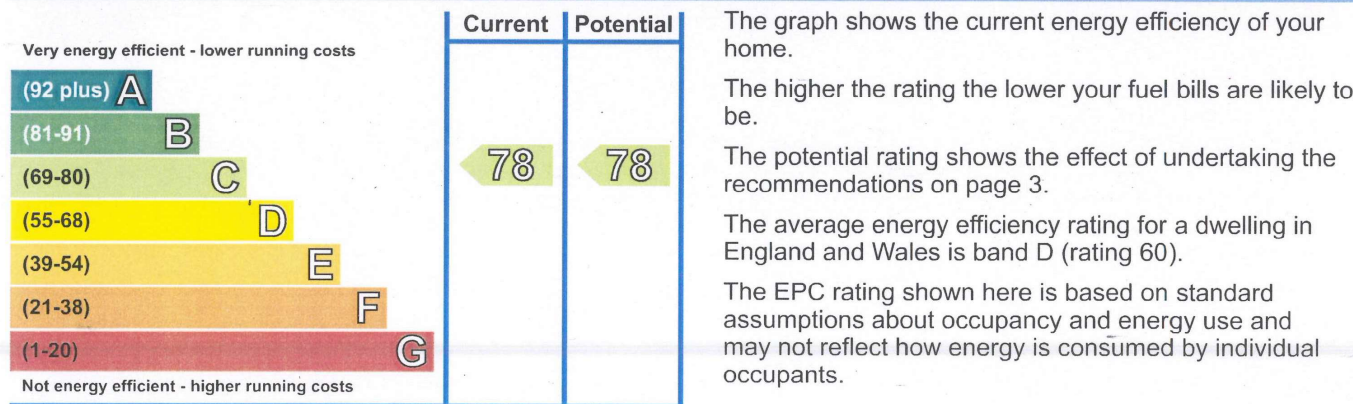 Current Potential
Very energy efficient - lower running costs
(92 plus) A
(81-91) B
(69-80) C
(55-68) D
(39-54) E
(21-38) F
(1-20) G
Not energy efficient - higher running costs
78 78
The graph shows the current energy efficiency of your
home.
The higher the rating the lower your fuel bills are likely to
be.
The potential rating shows the effect of undertaking the
recommendations on page 3.
The average energy efficiency rating for a dwelling in
England and Wales is band D (rating 60).
The EPC rating shown here is based on standard
assumptions about occupancy and energy use and
may not reflect how energy is consumed by individual
occupants.